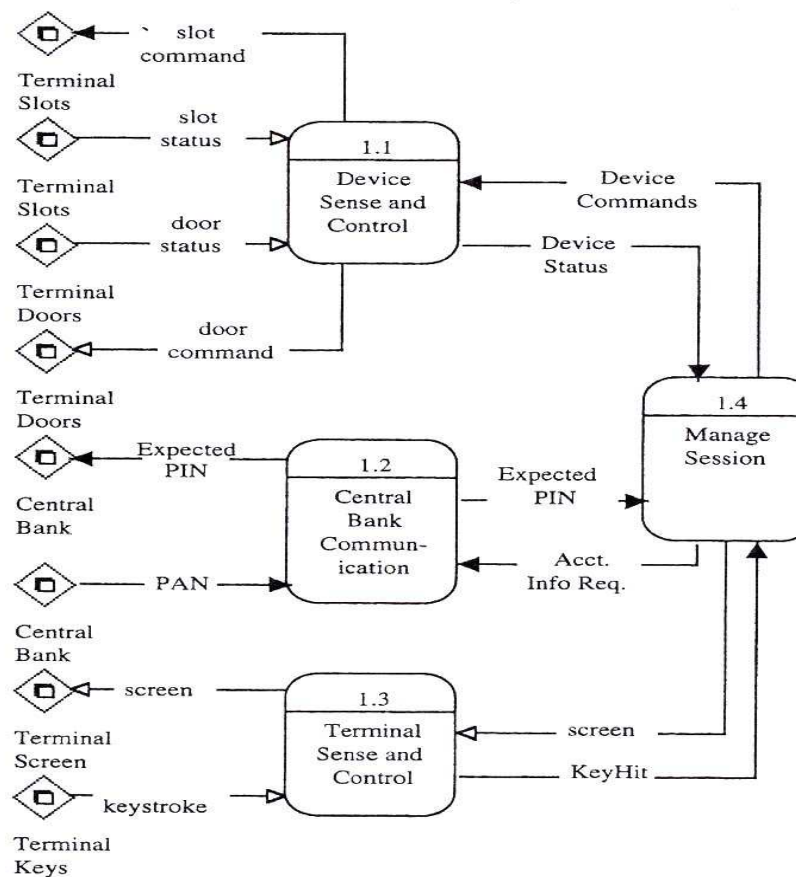 slot
command
Terminal
Slots
slot
status
Terminal
Slots
door
status
Terminal
Doors
door
command
Terminal
Doors
1.1
Device
Sense and
Control
Device
Commands
Device
Status
1.4
Manage
Session
Expected
PIN
Central
Bank
1.2
Central
Bank
Commun-
ication
Expected
PIN
Acct.
Info Req.
PAN
Central
Bank
screen
Terminal
Screen
1.3
Terminal
Sense and
Control
screen
KeyHit
keystroke
Terminal
Keys